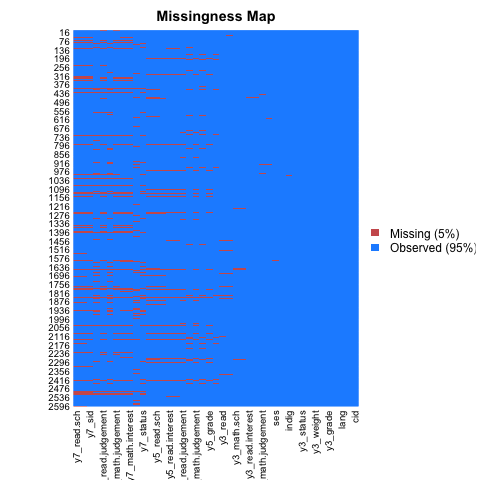 Missingness Map
16
76
136
196
256
316
376
436
496
556
616
676
736
796
856
916
976
1036
1096
1156
1216
1276
1336
1396
1456
1516
1576
1636
1696
1756
1816
1876
1936
1996
2056
2116
2176
2236
2296
2356
2416
2476
2536
2596
Missing (5%)
Observed (95%)
y7_read.sch
y7_sid
_read.judgement
math.judgement
y7_math.interest
y7_status
y5_read.sch
y5_read.interest
_read.judgement
math.judgement
y5_grade
y3_read
y3_math.sch
y3_read.interest
math.judgement
ses
indig
y3_status
y3_weight
y3_grade
lang
cid